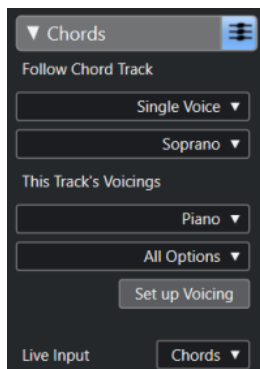 Chords
Follow Chord Track
Single Voice
Soprano
This Track's Voicings
Piano
All Options
Set up Voicing
Live Input Chords